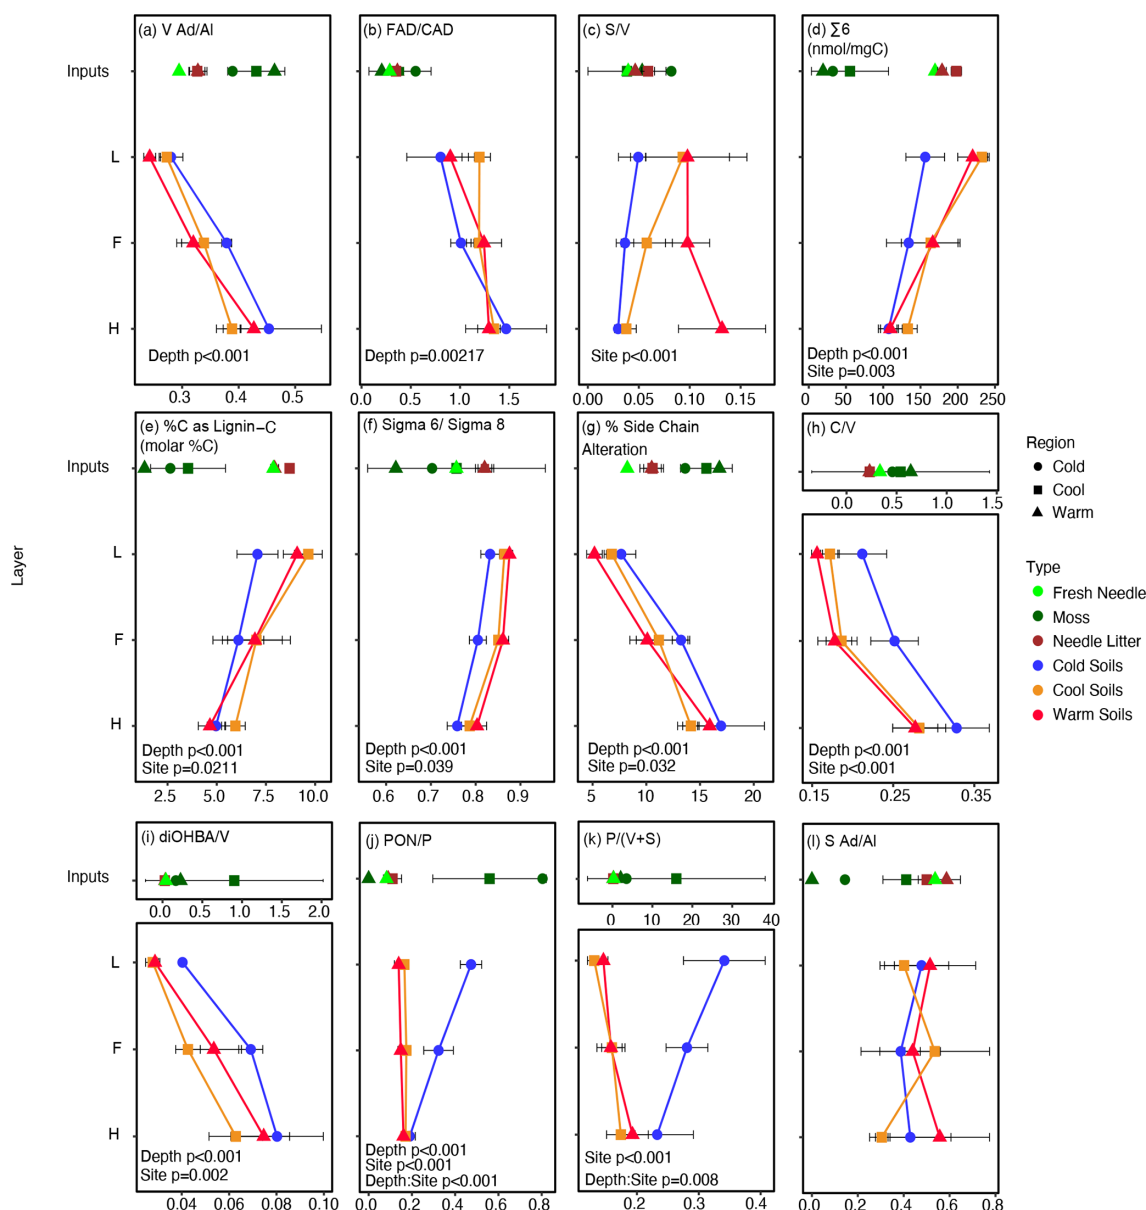 (a) V Ad/Al
(b) FAD/CAD
(c) S/V
(d) ∑6
(nmol/mgC)
Inputs
L
F
H
Depth p<0.001
Depth p=0.00217
Site p<0.001
Depth p<0.001
Site p=0.003
0.3 0.4 0.5
0.0 1.0 1.5
0.00 0.05 0.10 0.15
0 50 100 150 200 250
(e) %C as Lignin–C
(molar %C)
(f) Sigma 6/ Sigma 8
(g) % Side Chain
Alteration
(h) C/V
Inputs
0.0 0.5 1.0 1.5
L
F
H
Layer
Depth p<0.001
Site p=0.0211
Depth p<0.001
Site p=0.039
Depth p<0.001
Site p=0.032
Depth p<0.001
Site p<0.001
2.5 5.0 7.5 10.0
0.6 0.7 0.8 0.9
5 10 15 20
0.15 0.25 0.35
Region
Cold
Cool
Warm
Type
Fresh Needle
Moss
Needle Litter
Cold Soils
Cool Soils
Warm Soils
(i) diOHBA/V
(j) PON/P
(k) P/(V+S)
(l) S Ad/Al
Inputs
0.0 0.5 1.0 1.5 2.0
0 10 20 30 40
L
F
H
Depth p<0.001
Site p=0.002
Depth p<0.001
Site p<0.001
Depth:Site p<0.001
Site p<0.001
Depth:Site p=0.008
0.04 0.06 0.08 0.10
0.0 0.2 0.4 0.6 0.8
0.2 0.3 0.4
0.0 0.2 0.4 0.6 0.8